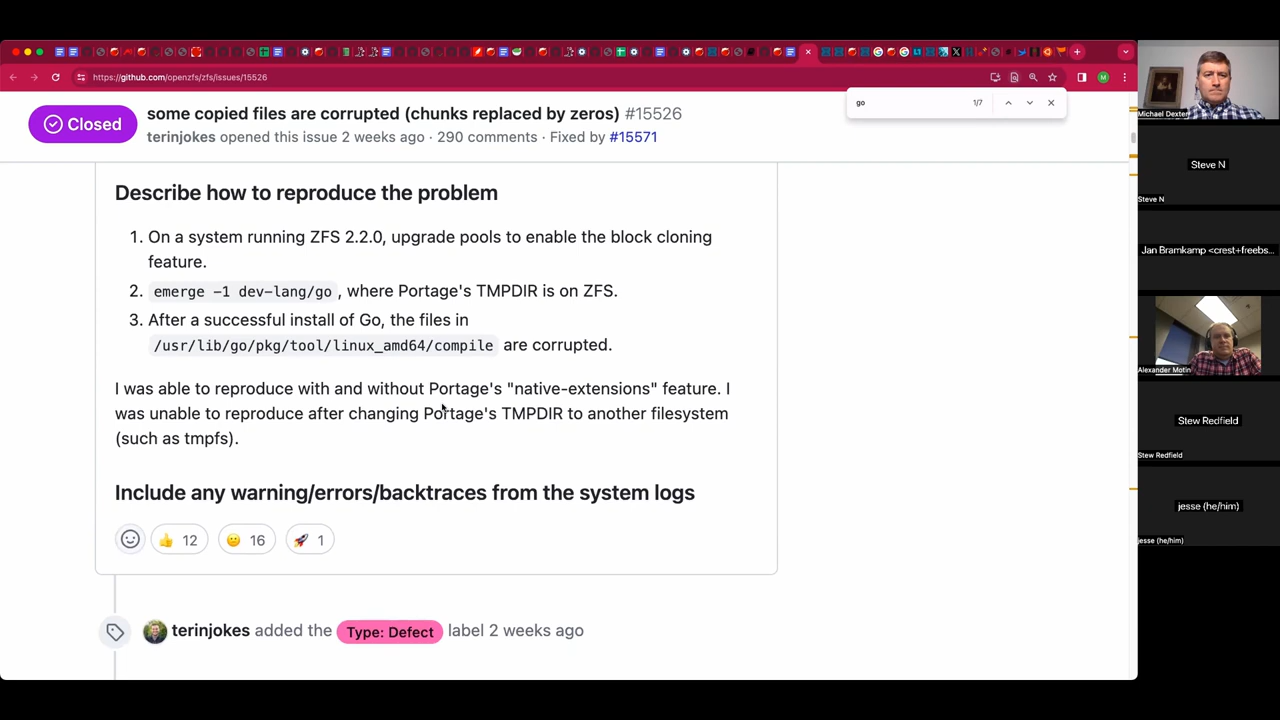 https://github.com/openzfs/zfs/issues/15526
M
go
1/7
Closed
some copied files are corrupted (chunks replaced by zeros) #15526
terinjokes opened this issue 2 weeks ago · 290 comments · Fixed by #15571
Describe how to reproduce the problem
1. On a system running ZFS 2.2.0, upgrade pools to enable the block cloning
feature.
2. emerge -1 dev-lang/go , where Portage's TMPDIR is on ZFS.
3. After a successful install of Go, the files in
/usr/lib/go/pkg/tool/linux_amd64/compile are corrupted.
I was able to reproduce with and without Portage's "native-extensions" feature. I
was unable to reproduce after changing Portage's TMPDIR to another filesystem
(such as tmpfs).
Include any warning/errors/backtraces from the system logs
12
16
1
terinjokes added the Type: Defect label 2 weeks ago
Michael Dexter
Steve N
Steve N
Jan Bramkamp <crest+freebs...
Alexander Motin
Stew Redfield
Stew Redfield
jesse (he/him)
jesse (he/him)